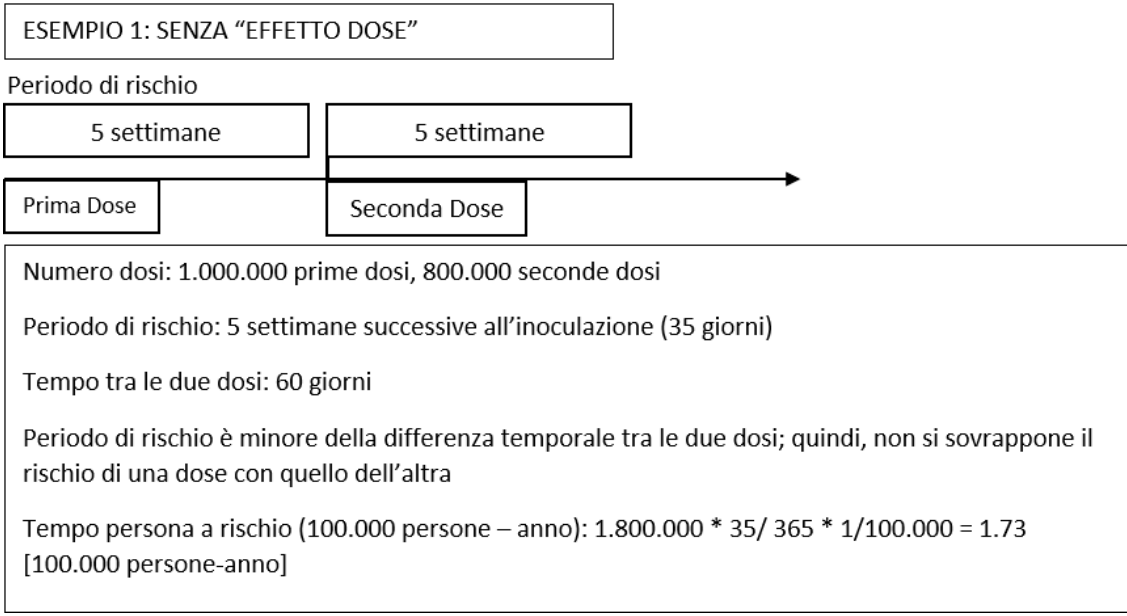 ESEMPIO 1: SENZA “EFFETTO DOSE”
Periodo di rischio
5 settimane 5 settimane
Prima Dose Seconda Dose
Numero dosi: 1.000.000 prime dosi, 800.000 seconde dosi
Periodo di rischio: 5 settimane successive all’inoculazione (35 giorni)
Tempo tra le due dosi: 60 giorni
Periodo di rischio è minore della differenza temporale tra le due dosi; quindi, non si sovrappone il
rischio di una dose con quello dell’altra
Tempo persona a rischio (100.000 persone – anno): 1.800.000 * 35/ 365 * 1/100.000 = 1.73
[100.000 persone-anno]